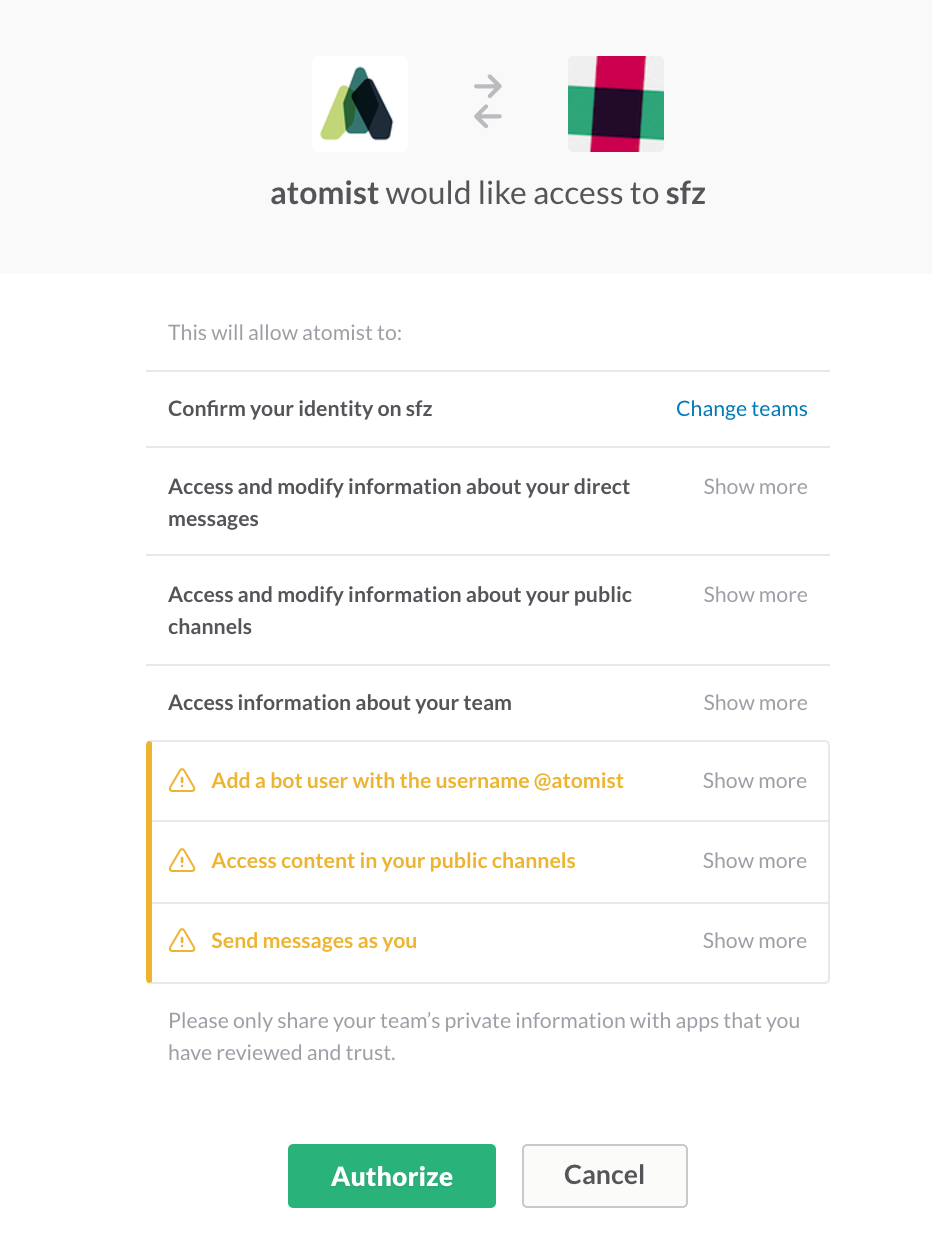 atomist would like access to sfz
This will allow atomist to:
Confirm your identity on sfz
Change teams
Access and modify information about your direct
messages
Show more
Access and modify information about your public
channels
Show more
Access information about your team
Show more
Add a bot user with the username @atomist
Show more
Access content in your public channels
Show more
Send messages as you
Show more
Please only share your team’s private information with apps that you
have reviewed and trust.
Authorize
Cancel